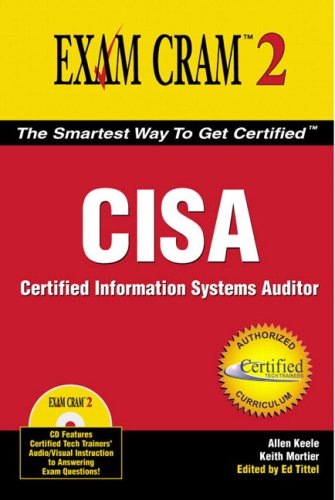 EXAM CRAM™ 2
The Smartest Way To Get Certified™
CISA
Certified Information Systems Auditor
AUTHORIZED
Certified
TECH TRAINERS
CURRICULUM
EXAM CRAM 2
CD Features
Certified Tech Trainers'
Audio/Visual Instruction
to Answering
Exam Questions!
Allen Keele
Keith Mortier
Edited by Ed Tittel